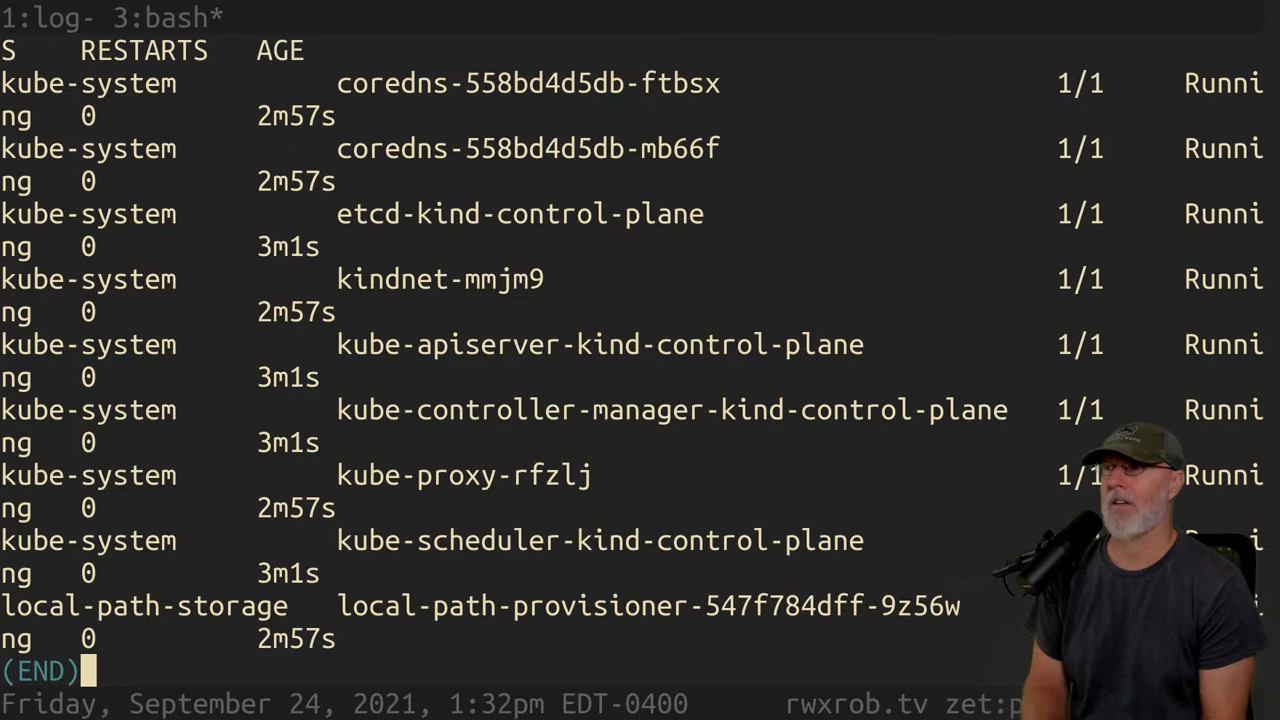 1:log- 3:bash*
S RESTARTS AGE
kube-system coredns-558bd4d5db-ftbsx 1/1 Runni
ng 0 2m57s
kube-system coredns-558bd4d5db-mb66f 1/1 Runni
ng 0 2m57s
kube-system etcd-kind-control-plane 1/1 Runni
ng 0 3m1s
kube-system kindnet-mmjm9 1/1 Runni
ng 0 2m57s
kube-system kube-apiserver-kind-control-plane 1/1 Runni
ng 0 3m1s
kube-system kube-controller-manager-kind-control-plane 1/1 Runni
ng 0 3m1s
kube-system kube-proxy-rfzlj 1/1 Runni
ng 0 2m57s
kube-system kube-scheduler-kind-control-plane
ng 0 3m1s
local-path-storage local-path-provisioner-547f784dff-9z56w
ng 0 2m57s
(END)
Friday, September 24, 2021, 1:32pm EDT-0400 rwxrob.tv